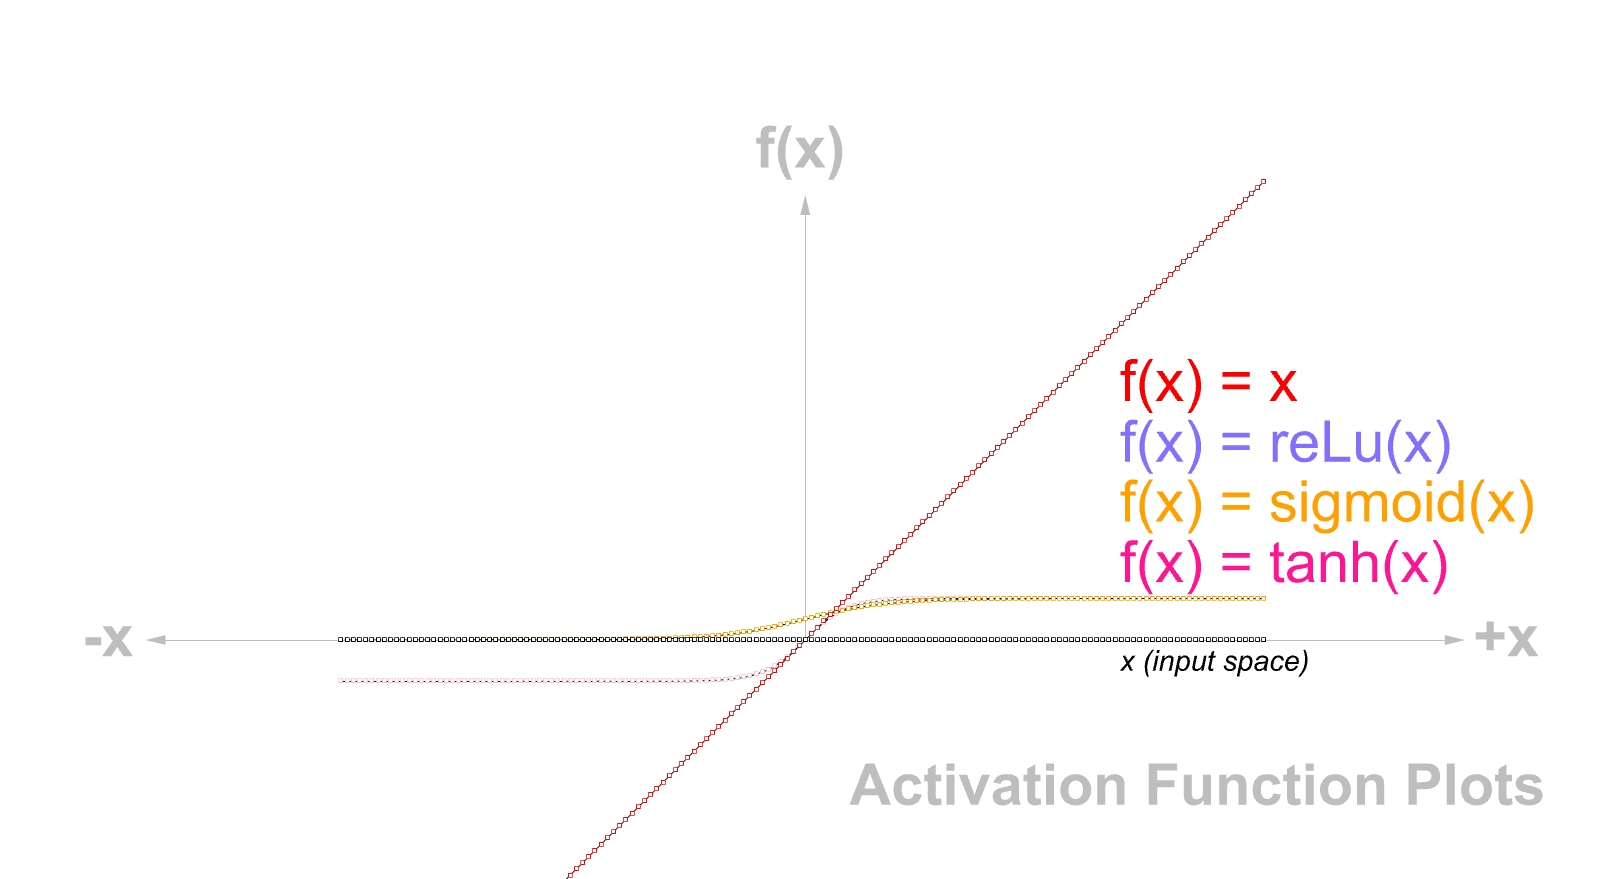 f(x)
f(x) = x
f(x) = reLu(x)
f(x) = sigmoid(x)
f(x) = tanh(x)
-x
+x
x (input space)
Activation Function Plots